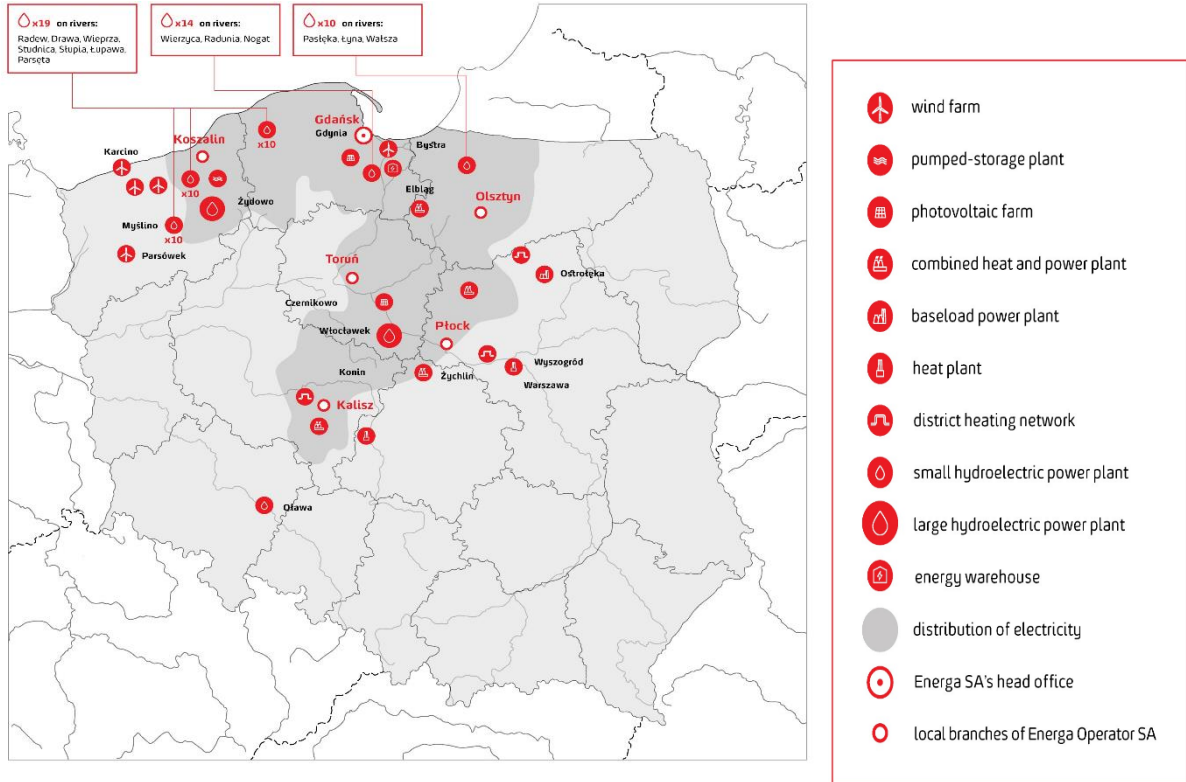 x19 on rivers:
Radew, Drawa, Wieprza,
Studnica, Słupia, Łupawa,
Parsęta
x14 on rivers:
Wierzyca, Radunia, Nogat
x10 on rivers:
Pasłęka, Łyna, Wałsza
Gdańsk
Gdynia
Koszalin
x10
Bystra
Karcino
x10
Elbląg
Olsztyn
Żydowo
Myślino
x10
Parsówek
Toruń
Ostrołęka
Czernikowo
Włocławek
Płock
Wyszogród
Konin
Żychlin
Warszawa
Kalisz
Oława
wind farm
pumped-storage plant
photovoltaic farm
combined heat and power plant
baseload power plant
heat plant
district heating network
small hydroelectric power plant
large hydroelectric power plant
energy warehouse
distribution of electricity
Energa SA's head office
local branches of Energa Operator SA